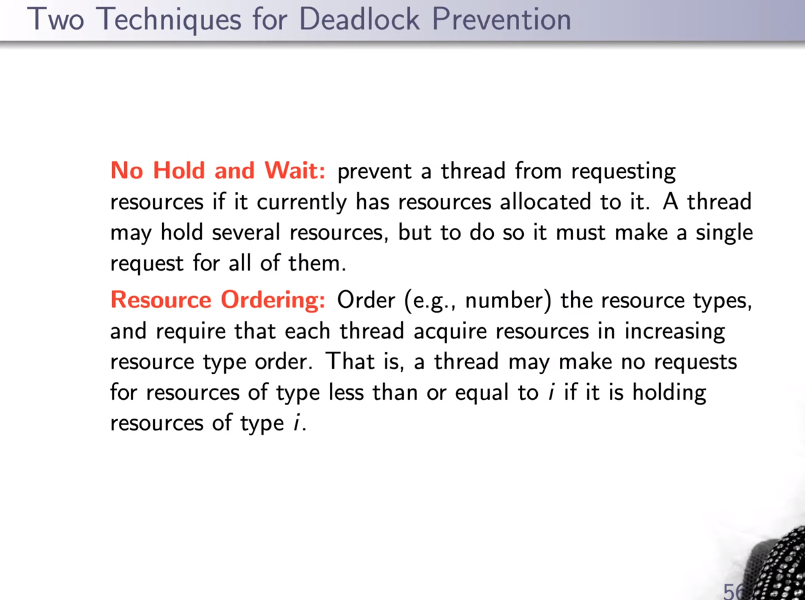 Two Techniques for Deadlock Prevention
No Hold and Wait: prevent a thread from requesting
resources if it currently has resources allocated to it. A thread
may hold several resources, but to do so it must make a single
request for all of them.
Resource Ordering: Order (e.g., number) the resource types,
and require that each thread acquire resources in increasing
resource type order. That is, a thread may make no requests
for resources of type less than or equal to i if it is holding
resources of type i.
56